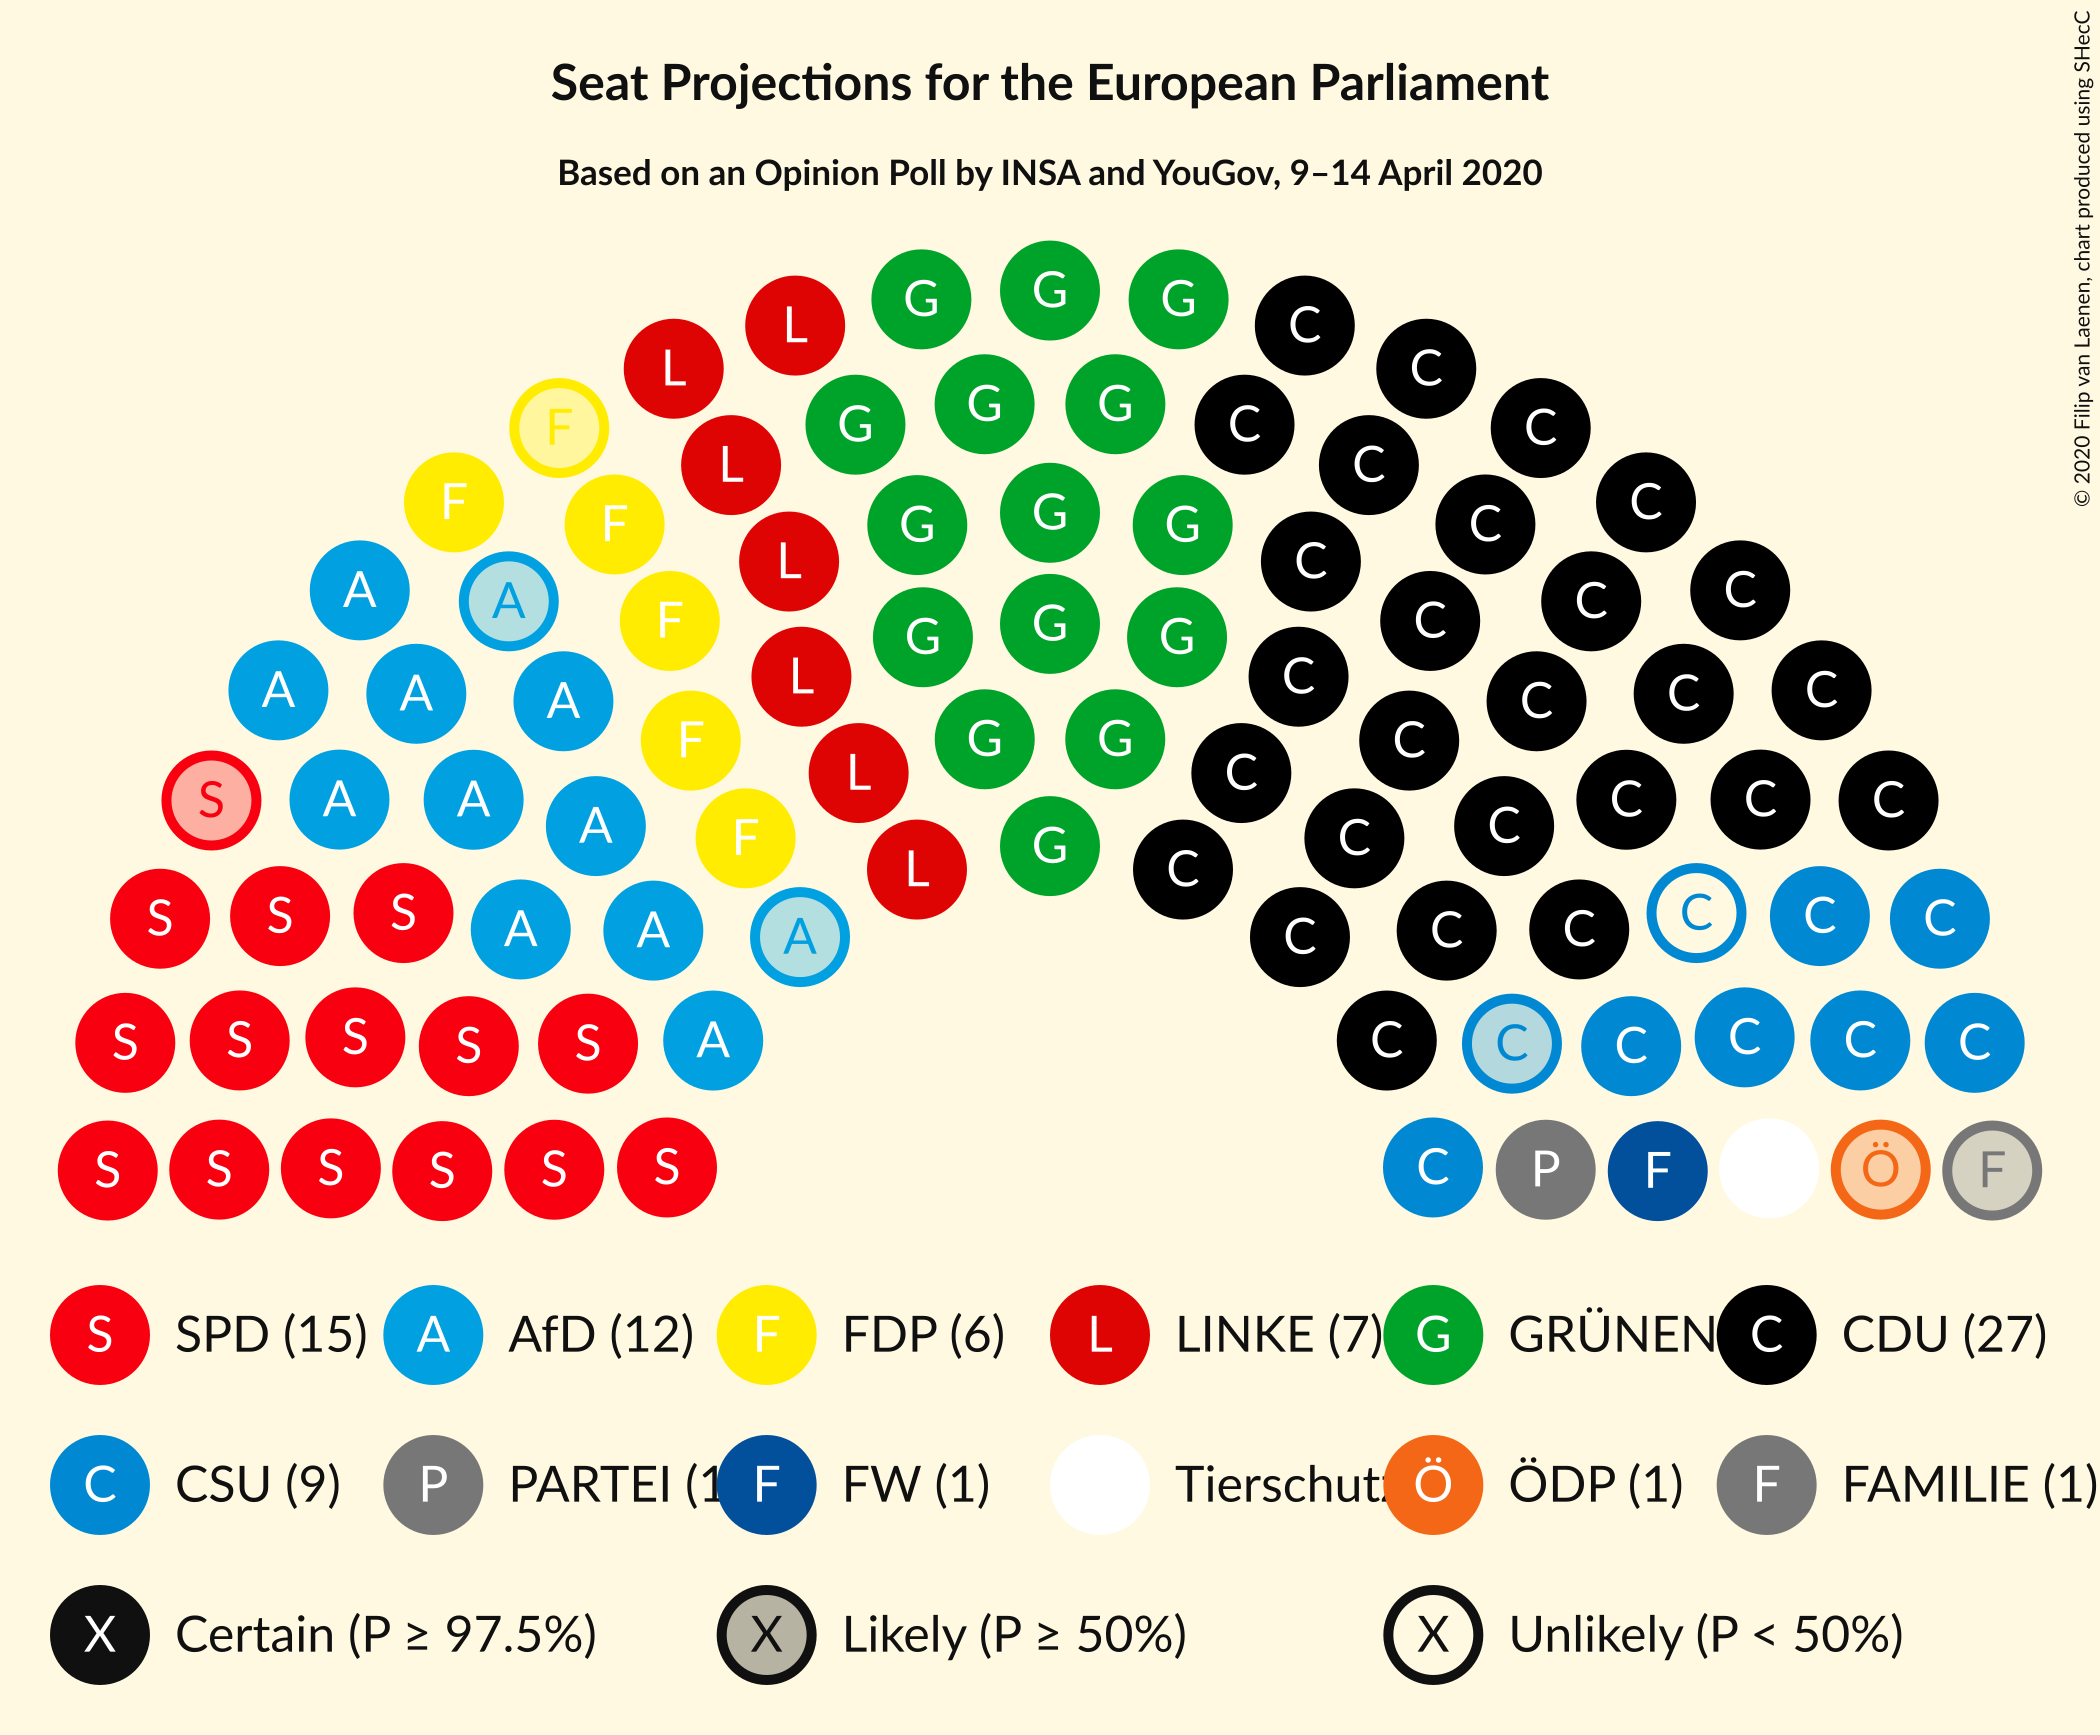 Seat Projections for the European Parliament
Based on an Opinion Poll by INSA and YouGov, 9–14 April 2020
© 2020 Filip van Laenen, chart produced using SHecC
G G G
L L C C
G G G
F L G C C C
F F L G G G C C C
A A F L C C C C
G G G
A A A F L C C C C C
G G
S A A A F L C C C C C C
G
S S S A A A L C C C C C C C
S S S S S A C C C C C C
S S S S S S C P F Ö F
S SPD (15) A AfD (12) F FDP (6) L LINKE (7) G GRÜNEN C CDU (27)
C CSU (9) P PARTEI (1 F FW (1) Tierschutz Ö ÖDP (1) F FAMILIE (1)
X Certain (P ≥ 97.5%) X Likely (P ≥ 50%) X Unlikely (P < 50%)